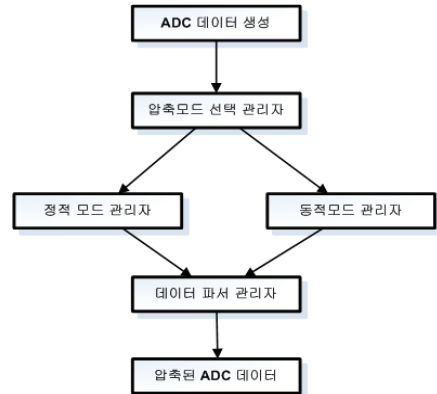 ADC 데이터 생성
압축모드 선택 관리자
정적 모드 관리자
동적모드 관리자
데이터 파서 관리자
압축된 ADC 데이터